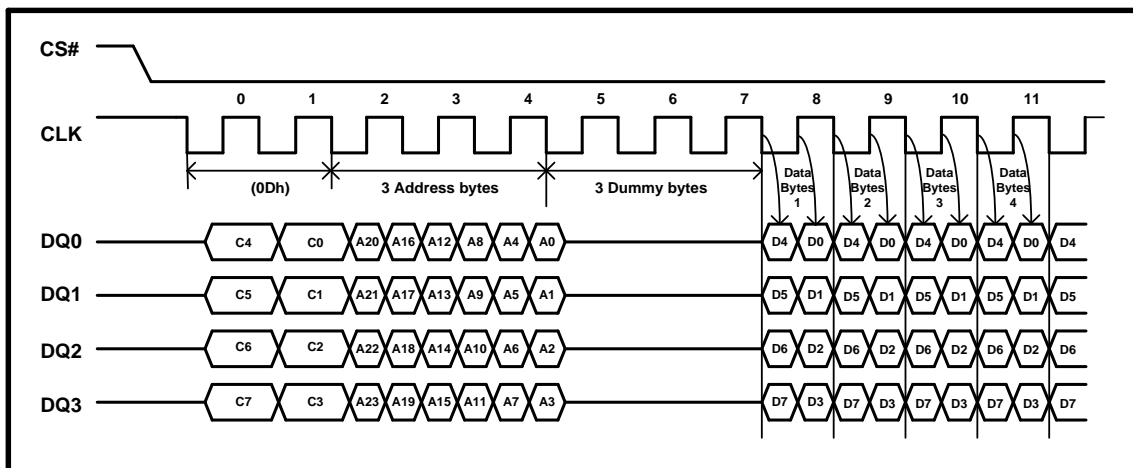 CS#
0 1 2 3 4 5 6 7 8 9 10 11
CLK
(0Dh) 3 Address bytes 3 Dummy bytes
Data Bytes 1
Data Bytes 2
Data Bytes 3
Data Bytes 4
DQ0 C4 C0 A20 A16 A12 A8 A4 A0 D4 D0 D4 D0 D4 D0 D4 D0 D4
DQ1 C5 C1 A21 A17 A13 A9 A5 A1 D5 D1 D5 D1 D5 D1 D5 D1 D5
DQ2 C6 C2 A22 A18 A14 A10 A6 A2 D6 D2 D6 D2 D6 D2 D6 D2 D6
DQ3 C7 C3 A23 A19 A15 A11 A7 A3 D7 D3 D7 D3 D7 D3 D7 D3 D7